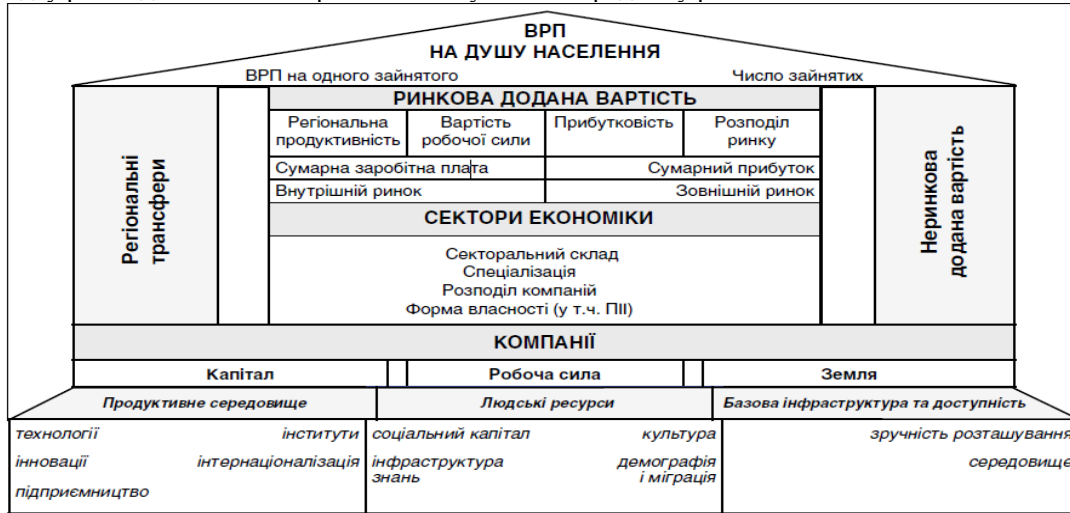 ВРП
НА ДУШУ НАСЕЛЕННЯ
ВРП на одного зайнятого
Число зайнятих
РИНКОВА ДОДАНА ВАРТІСТЬ
Регіональна продуктивність
Вартість робочої сили
Прибутковість
Розподіл ринку
Сумарна заробітна плата
Сумарний прибуток
Внутрішній ринок
Зовнішній ринок
Регіональні трансфери
СЕКТОРИ ЕКОНОМІКИ
Секторальний склад
Спеціалізація
Розподіл компаній
Форма власності (у т.ч. ПІІ)
Неринкова додана вартість
КОМПАНІЇ
Капітал
Робоча сила
Земля
Продуктивне середовище
Людські ресурси
Базова інфраструктура та доступність
технології
інститути
інновації
інтернаціоналізація
підприємництво
соціальний капітал
культура
інфраструктура знань
демографія і міграція
зручність розташування
середовище